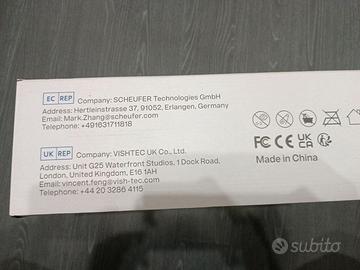 EC REP Company: SCHEUFER Technologies GmbH
Address: Hertleinstrasse 37, 91052, Erlangen, Germany
Email: Mark.Zhang@scheufer.com
Telephone: +491631711818
UK REP Company: VISHTEC UK Co., Ltd.
Address: Unit G25 Waterfront Studios, 1 Dock Road,
London, United Kingdom, E16 1AH
Email: vincent.feng@vish-tec.com
Telephone: +44 20 3286 4115
FC CE UK CA
Made in China
subito